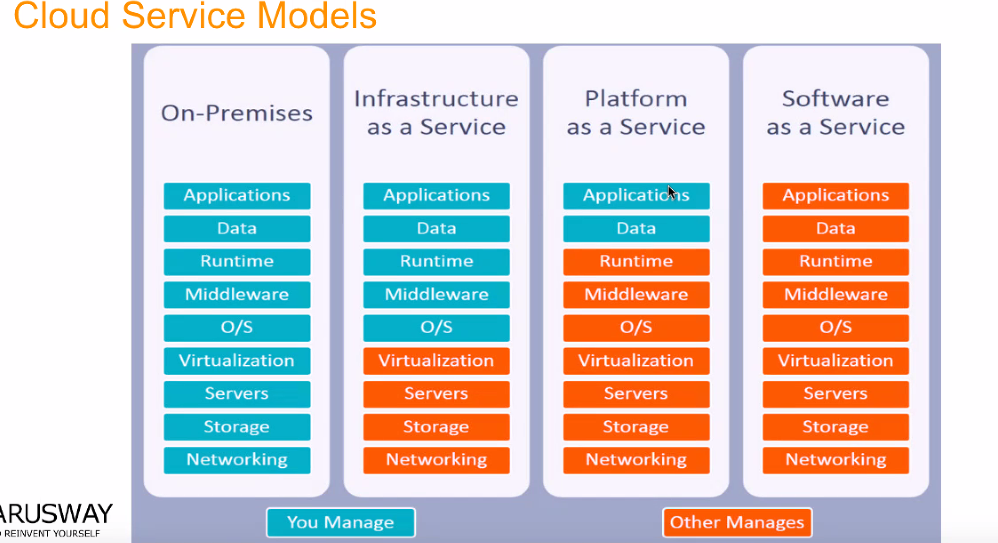 Cloud Service Models
On-Premises
Applications
Data
Runtime
Middleware
O/S
Virtualization
Servers
Storage
Networking
Infrastructure
as a Service
Applications
Data
Runtime
Middleware
O/S
Virtualization
Servers
Storage
Networking
Platform
as a Service
Applications
Data
Runtime
Middleware
O/S
Virtualization
Servers
Storage
Networking
Software
as a Service
Applications
Data
Runtime
Middleware
O/S
Virtualization
Servers
Storage
Networking
You Manage
Other Manages
ARUSWAY
REINVENT YOURSELF